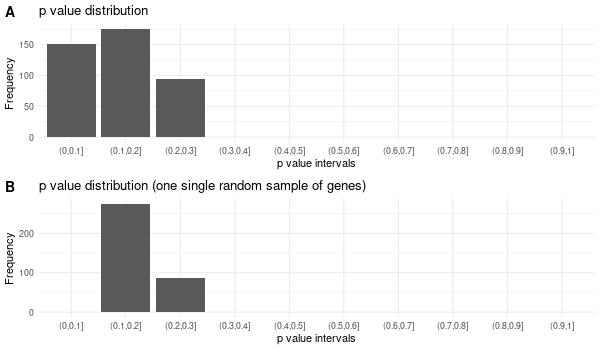 A
p value distribution
150
100
50
0
Frequency
(0,0.1] (0.1,0.2] (0.2,0.3] (0.3,0.4] (0.4,0.5] (0.5,0.6] (0.6,0.7] (0.7,0.8] (0.8,0.9] (0.9,1]
p value intervals
B
p value distribution (one single random sample of genes)
200
100
0
Frequency
(0,0.1] (0.1,0.2] (0.2,0.3] (0.3,0.4] (0.4,0.5] (0.5,0.6] (0.6,0.7] (0.7,0.8] (0.8,0.9] (0.9,1]
p value intervals